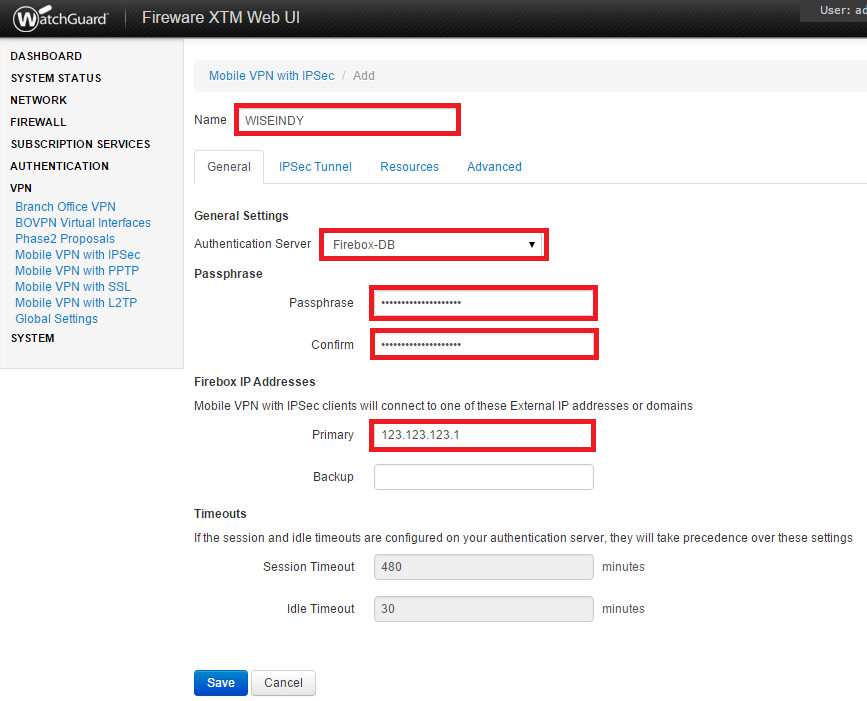 WatchGuard Fireware XTM Web UI User: ad
DASHBOARD
SYSTEM STATUS
NETWORK
FIREWALL
SUBSCRIPTION SERVICES
AUTHENTICATION
VPN
Branch Office VPN
BOVPN Virtual Interfaces
Phase2 Proposals
Mobile VPN with IPSec
Mobile VPN with PPTP
Mobile VPN with SSL
Mobile VPN with L2TP
Global Settings
SYSTEM
Mobile VPN with IPSec / Add
Name WISEINDY
General IPSec Tunnel Resources Advanced
General Settings
Authentication Server Firebox-DB
Passphrase
Passphrase ••••••••••••••••••••
Confirm ••••••••••••••••••••
Firebox IP Addresses
Mobile VPN with IPSec clients will connect to one of these External IP addresses or domains
Primary 123.123.123.1
Backup
Timeouts
If the session and idle timeouts are configured on your authentication server, they will take precedence over these settings
Session Timeout 480 minutes
Idle Timeout 30 minutes
Save Cancel